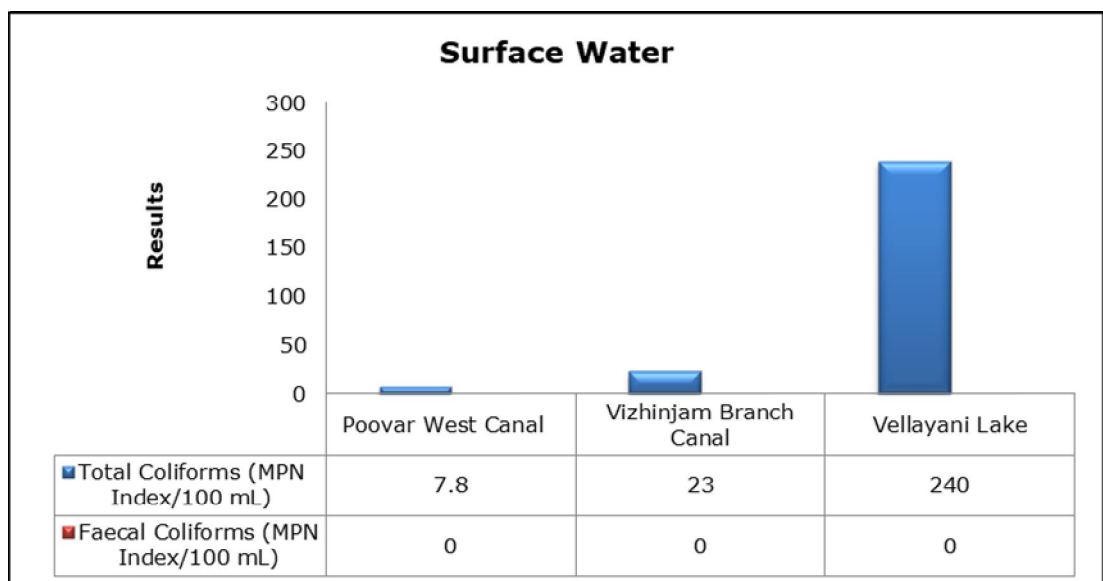 Surface Water
Results
300
250
200
150
100
50
0
Poovar West Canal
Vizhinjam Branch
Canal
Vellayani Lake
Total Coliforms (MPN
Index/100 mL)
7.8
23
240
Faecal Coliforms (MPN
Index/100 mL)
0
0
0